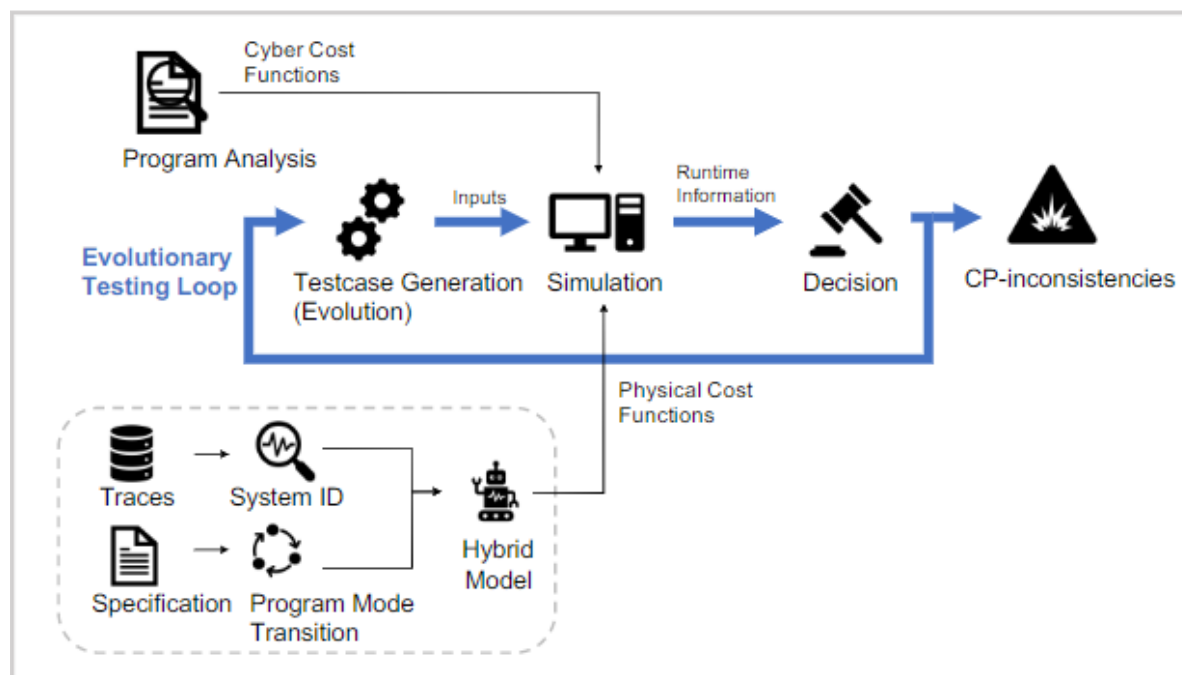 Cyber Cost
Functions
Program Analysis
Inputs
Runtime
Information
Evolutionary
Testing Loop
Testcase Generation
(Evolution)
Simulation
Decision
CP-inconsistencies
Physical Cost
Functions
Traces
System ID
Hybrid
Model
Specification
Program Mode
Transition